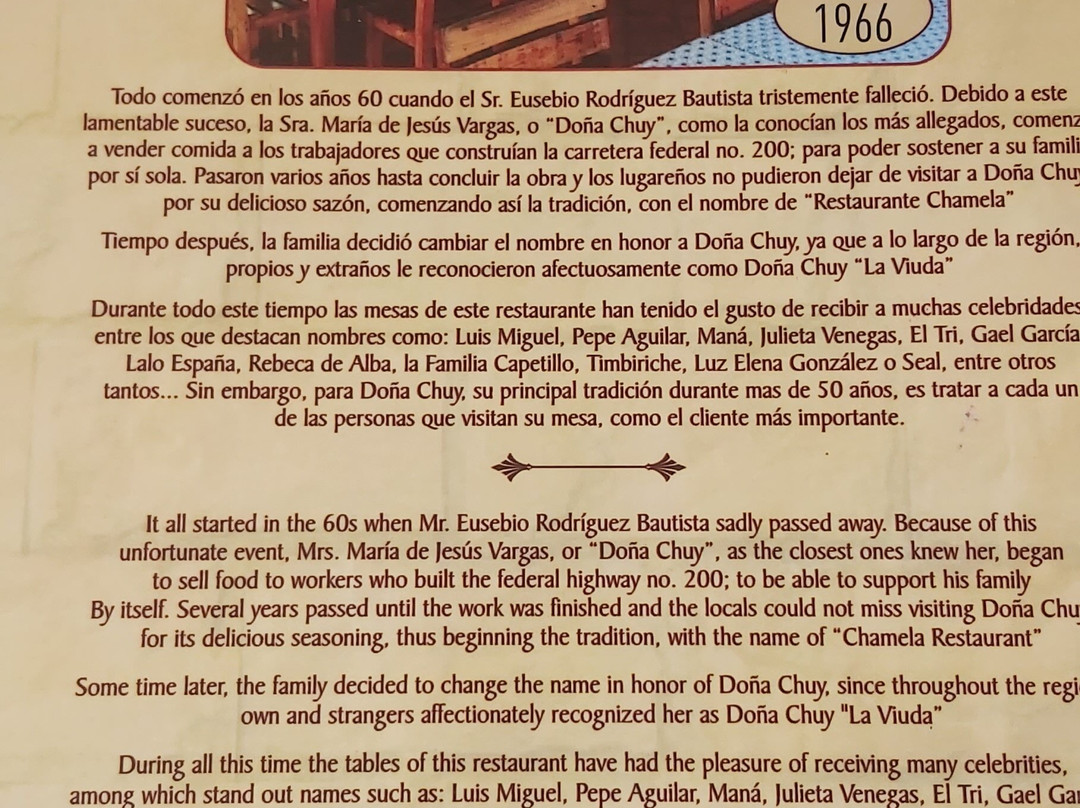 1966
Todo comenzó en los años 60 cuando el Sr. Eusebio Rodríguez Bautista tristemente falleció. Debido a este
lamentable suceso, la Sra. María de Jesús Vargas, o “Doña Chuy”, como la conocían los más allegados,
a vender comida a los trabajadores que construían la carretera federal no. 200; para poder sostener a su
por sí sola. Pasaron varios años hasta concluir la obra y los lugareños no pudieron dejar de visitar a Doña
por su delicioso sazón, comenzando así la tradición, con el nombre de “Restaurante Chamela”
Tiempo después, la familia decidió cambiar el nombre en honor a Doña Chuy, ya que a lo largo de la región,
propios y extraños le reconocieron afectuosamente como Doña Chuy “La Viuda”
Durante todo este tiempo las mesas de este restaurante han tenido el gusto de recibir a muchas celebridades
entre los que destacan nombres como: Luis Miguel, Pepe Aguilar, Maná, Julieta Venegas, El Tri, Gael García
Lalo España, Rebeca de Alba, la Familia Capetillo, Timbiriche, Luz Elena González o Seal, entre otros
tantos... Sin embargo, para Doña Chuy, su principal tradición durante mas de 50 años, es tratar a cada un
de las personas que visitan su mesa, como el cliente más importante.
It all started in the 60s when Mr. Eusebio Rodríguez Bautista sadly passed away. Because of this
unfortunate event, Mrs. María de Jesús Vargas, or “Doña Chuy”, as the closest ones knew her, began
to sell food to workers who built the federal highway no. 200; to be able to support his family
By itself. Several years passed until the work was finished and the locals could not miss visiting Doña
for its delicious seasoning, thus beginning the tradition, with the name of “Chamela Restaurant”
Some time later, the family decided to change the name in honor of Doña Chuy, since throughout the
own and strangers affectionately recognized her as Doña Chuy "La Viuda”
During all this time the tables of this restaurant have had the pleasure of receiving many celebrities,
among which stand out names such as: Luis Miguel, Pepe Aguilar, Maná, Julieta Venegas, El Tri, Gael